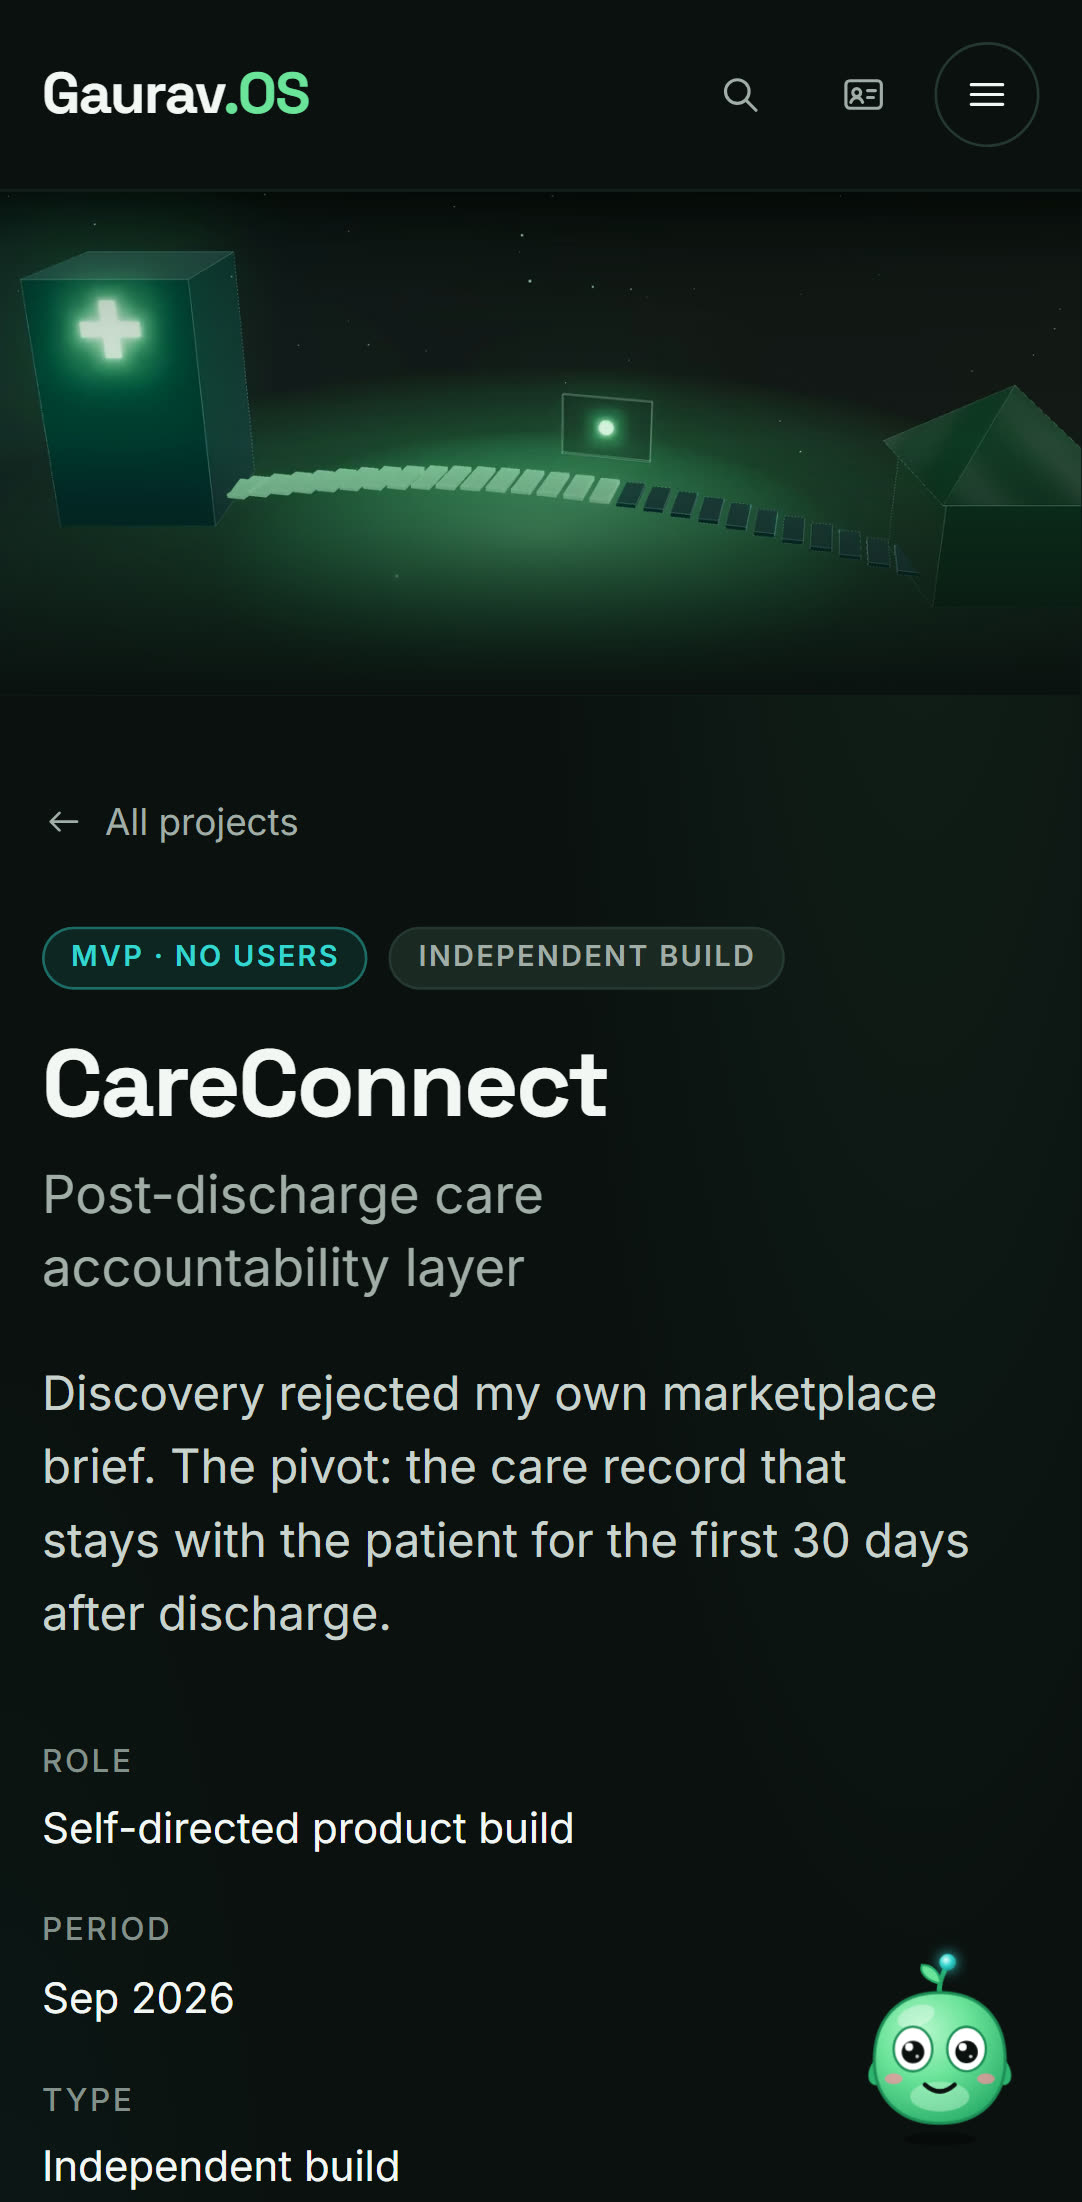 Gaurav.OS
All projects
MVP · NO USERS
INDEPENDENT BUILD
CareConnect
Post-discharge care
accountability layer
Discovery rejected my own marketplace
brief. The pivot: the care record that
stays with the patient for the first 30 days
after discharge.
ROLE
Self-directed product build
PERIOD
Sep 2026
TYPE
Independent build